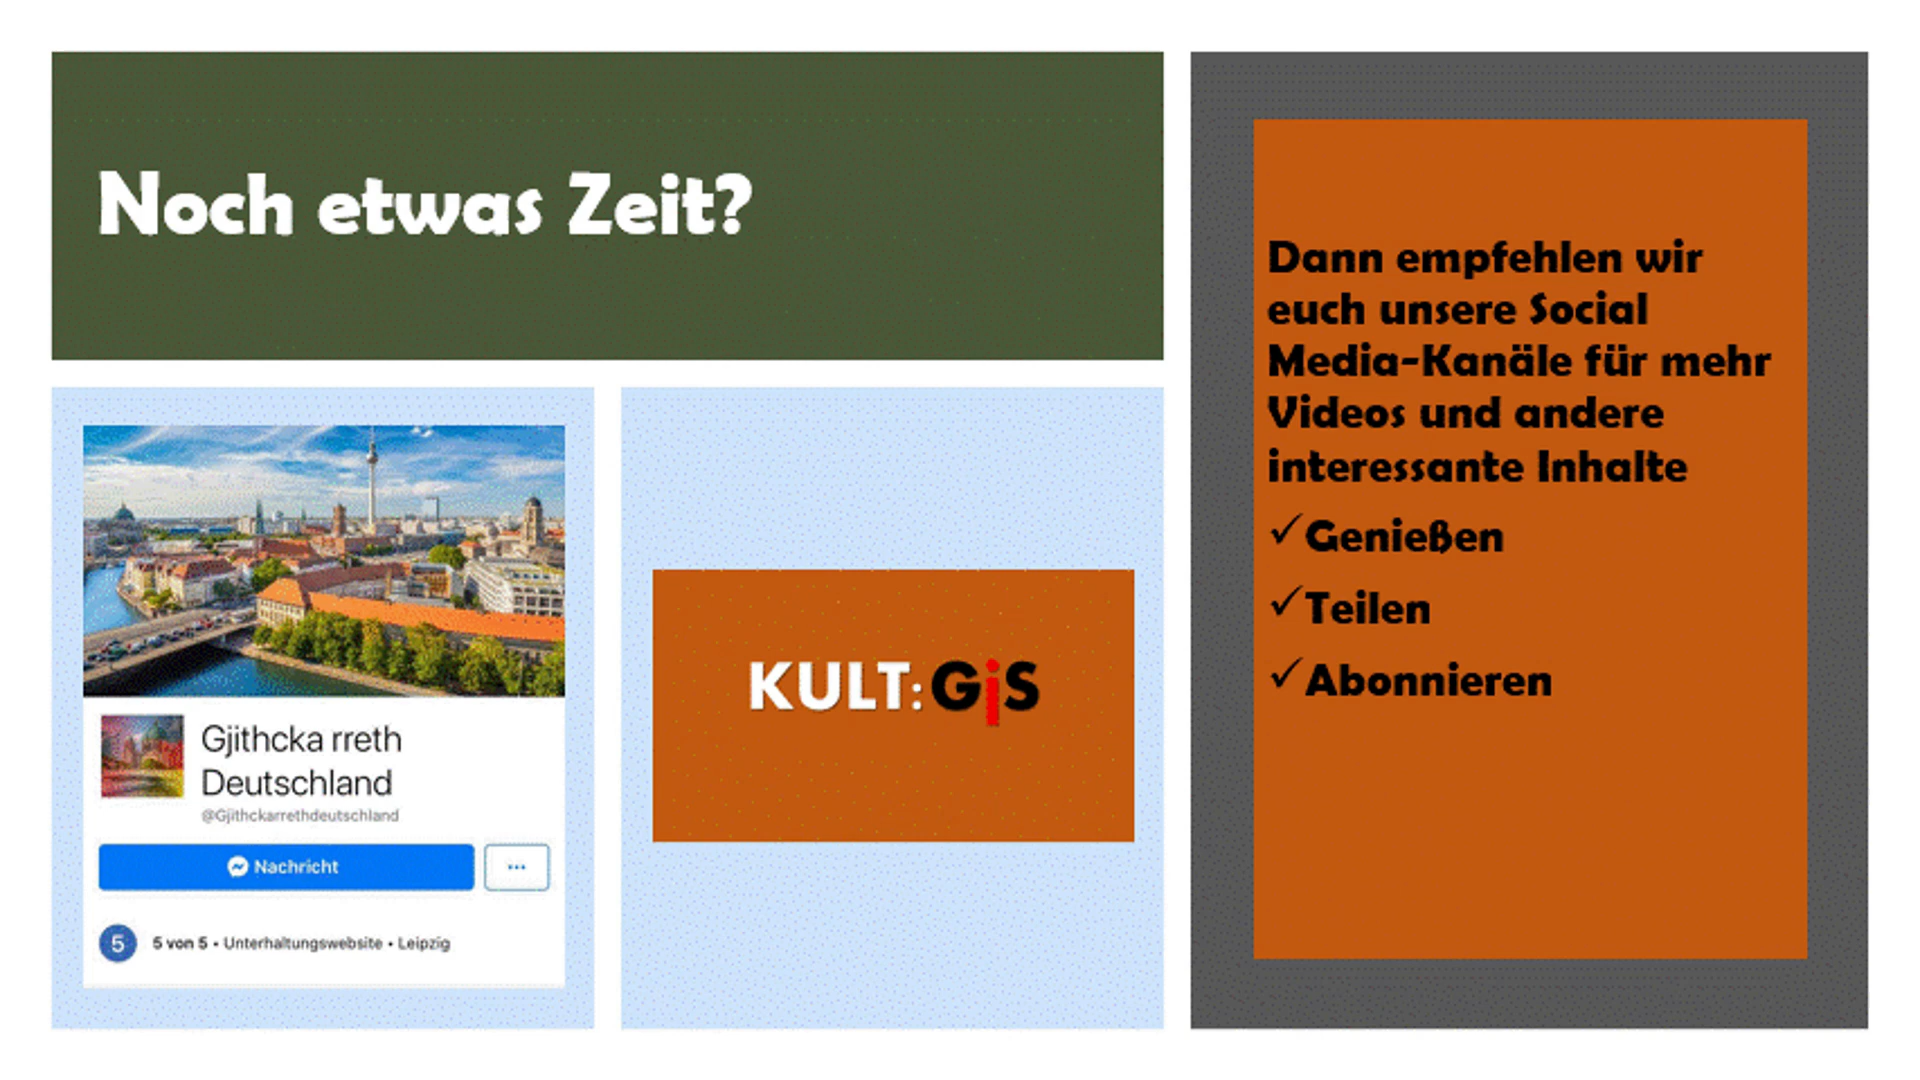 Noch etwas Zeit?
Gjithcka rreth
Deutschland
@Gjithckarrethdeutschland
Nachricht
5 5 von 5 • Unterhaltungswebsite • Leipzig
KULT:GiS
Dann empfehlen wir
euch unsere Social
Media-Kanäle für mehr
Videos und andere
interessante Inhalte
✓Genießen
✓Teilen
✓Abonnieren